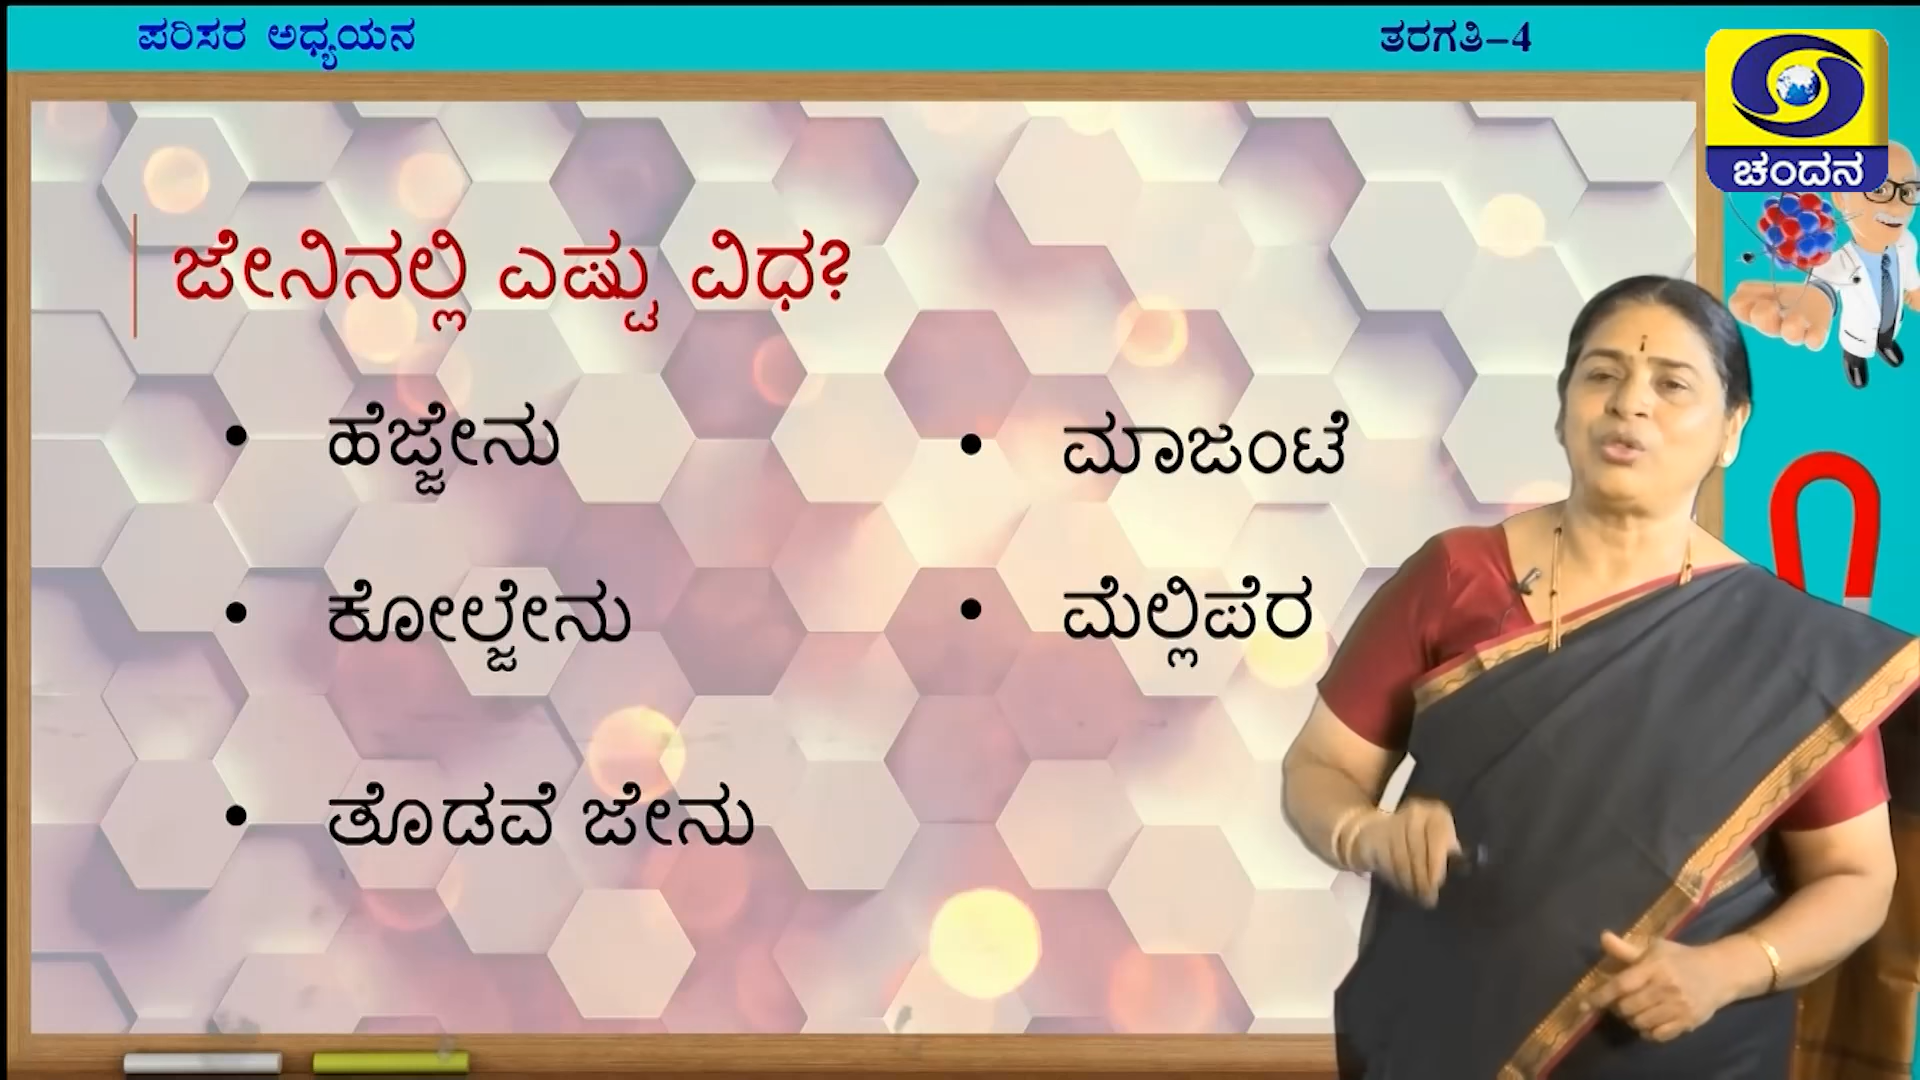 ಪರಿಸರ ಅಧ್ಯಯನ
ತರಗತಿ-4
ಚಂದನ
ಜೇನಿನಲ್ಲಿ ಎಷ್ಟು ವಿಧ?
• ಹೆಜ್ಜೇನು
• ಕೋಲ್ಜೇನು
• ತೊಡವೆ ಜೇನು
• ಮಾಜಂಟೆ
• ಮೆಲ್ಲಿಪೆರ